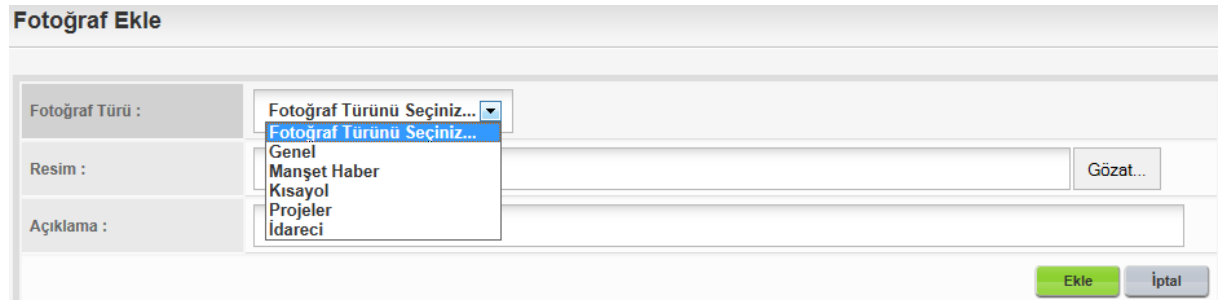 Fotoğraf Ekle
Fotoğraf Türü :
Fotoğraf Türünü Seçiniz...
Fotoğraf Türünü Seçiniz...
Genel
Manşet Haber
Kısayol
Projeler
İdareci
Resim :
Gözat...
Açıklama :
Ekle
İptal